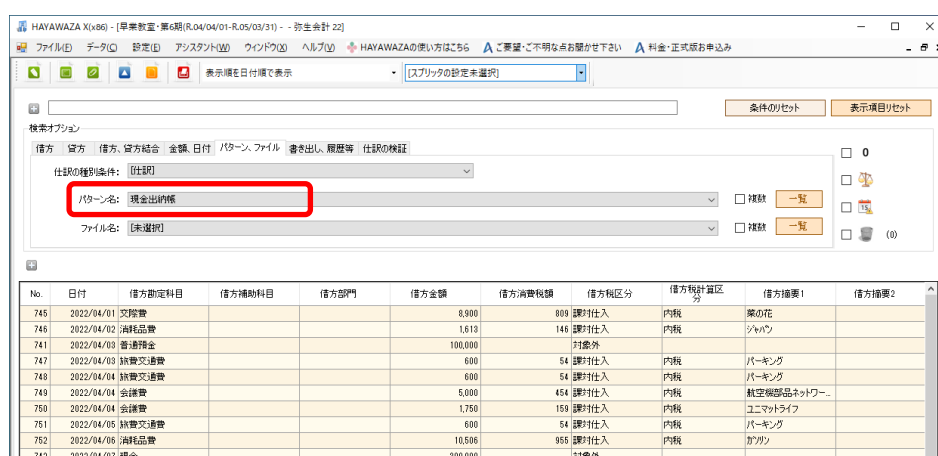 HAYAWAZA X(x86) - [早業教室・第6期(R.04/04/01-R.05/03/31) - - 弥生会計 22]
ファイル(F) データ(C) 設定(E) アシスタント(W) ウィンドウ(X) ヘルプ(V) HAYAWAZAの使い方はこちら ご要望・ご不明な点お聞かせ下さい 料金・正式版お申込み
表示順を日付順で表示 [スプリッタの設定未選択]
条件のリセット 表示項目リセット
検索オプション
借方 貸方 借方、貸方結合 金額、日付 パターン、ファイル 書き出し、履歴等 仕訳の検証
0
仕訳の種別条件: [仕訳]
パターン名: 現金出納帳 複数 一覧
15
ファイル名: [未選択] 複数 一覧
(0)
No. 日付 借方勘定科目 借方補助科目 借方部門 借方金額 借方消費税額 借方税区分 借方税計算区分 借方摘要1 借方摘要2
745 2022/04/01 交際費 8,900 809 課対仕入 内税 菜の花
746 2022/04/02 消耗品費 1,613 146 課対仕入 内税 ジャパン
741 2022/04/03 普通預金 100,000 対象外
747 2022/04/03 旅費交通費 600 54 課対仕入 内税 パーキング
748 2022/04/04 旅費交通費 600 54 課対仕入 内税 パーキング
749 2022/04/04 会議費 5,000 454 課対仕入 内税 航空機部品ネットワー...
750 2022/04/04 会議費 1,750 159 課対仕入 内税 ユニマットライフ
751 2022/04/05 旅費交通費 600 54 課対仕入 内税 パーキング
752 2022/04/06 消耗品費 10,506 955 課対仕入 内税 ガソリン
742 2022/04/07 現金 200,000 対象外